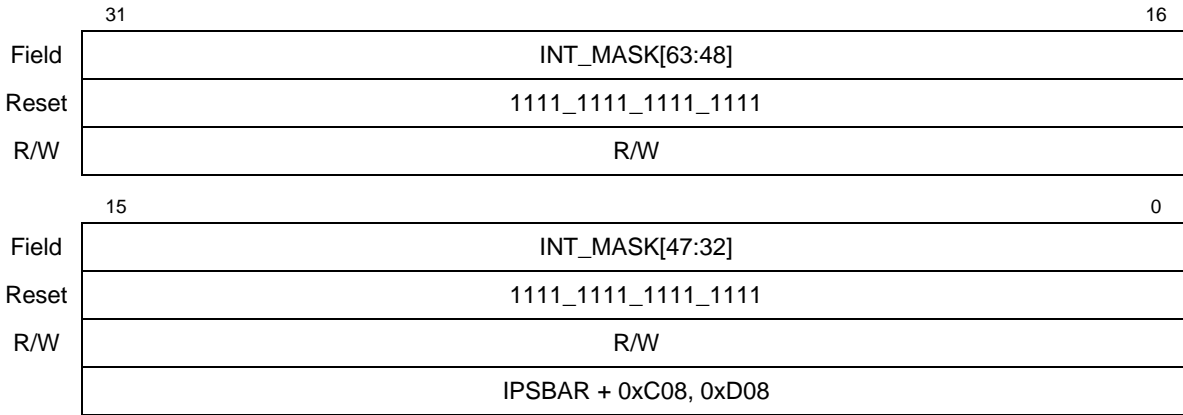 31 16
Field INT_MASK[63:48]
Reset 1111_1111_1111_1111
R/W R/W
15 0
Field INT_MASK[47:32]
Reset 1111_1111_1111_1111
R/W R/W
IPSBAR + 0xC08, 0xD08